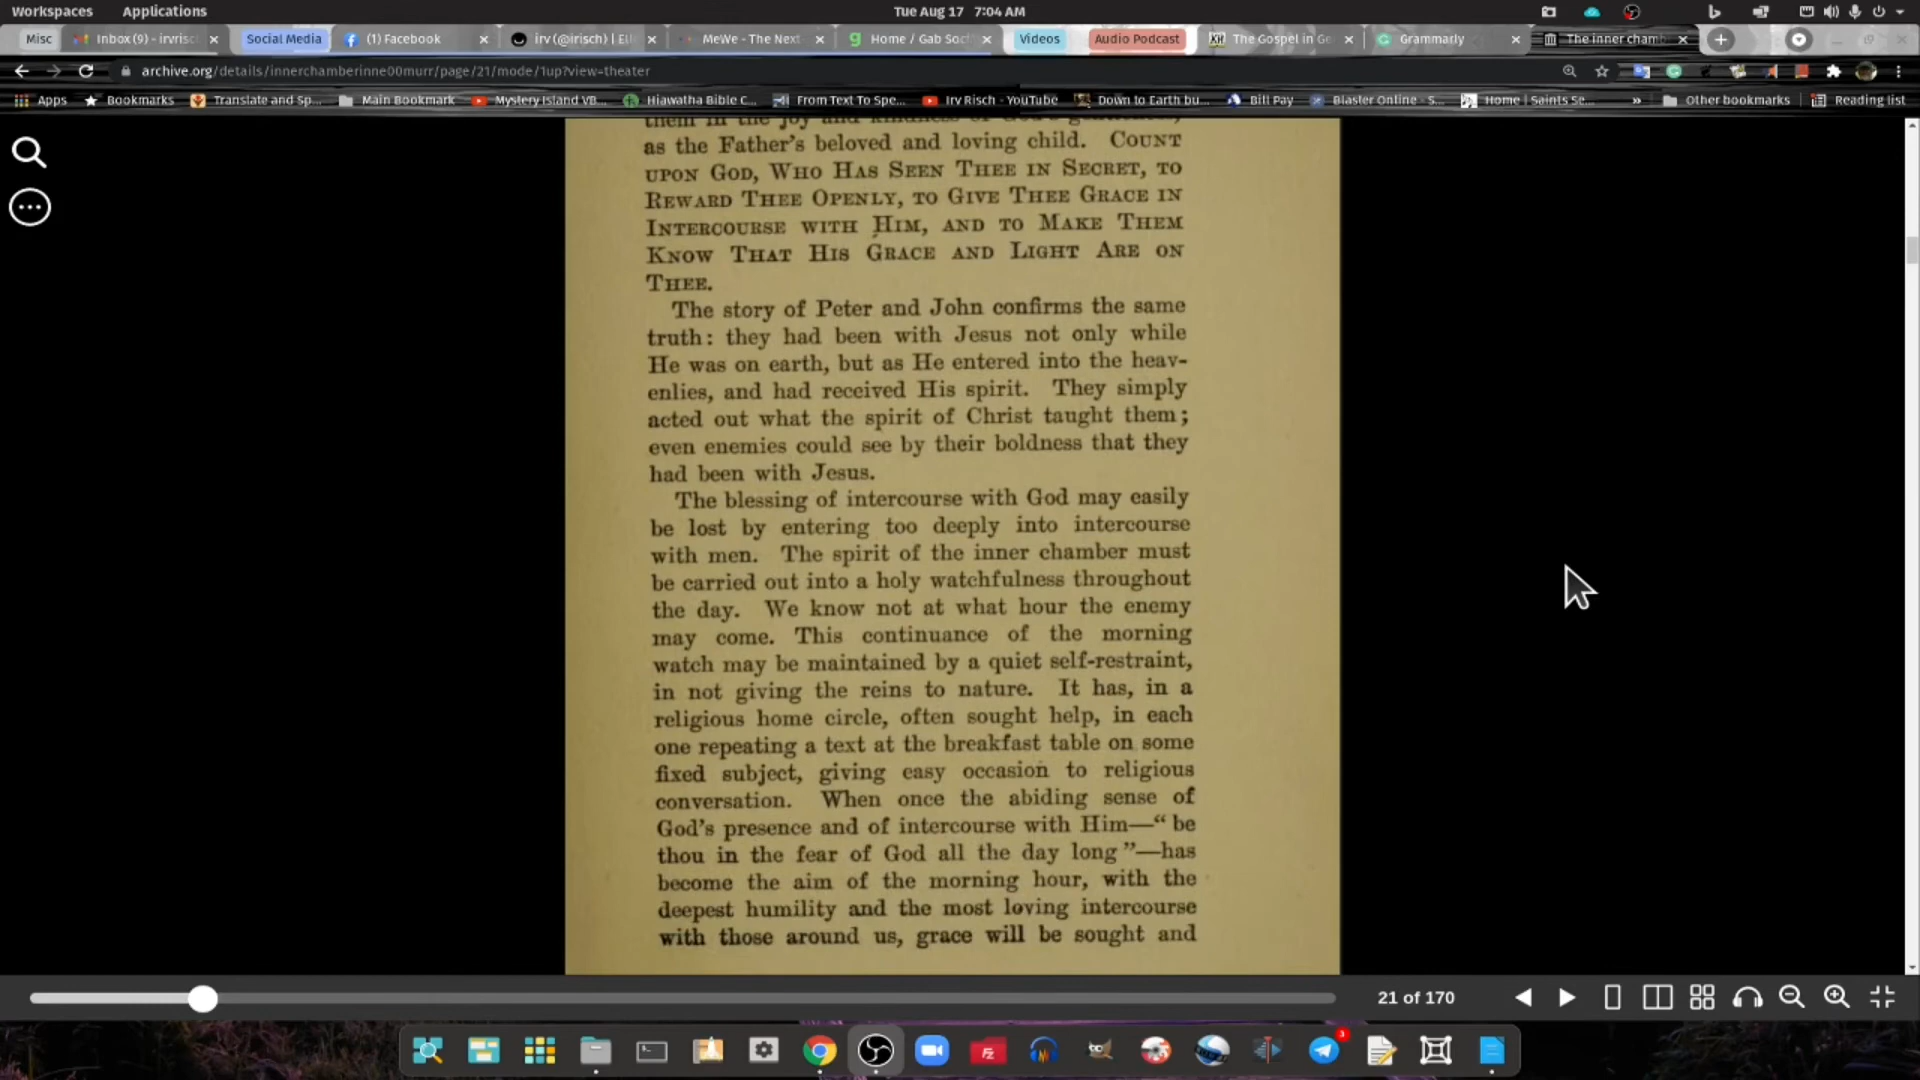 Workspaces Applications Tue Aug 17 7:04 AM
Misc Inbox (9) - irvrisc Social Media (1) Facebook irv (@irisch) | Ell MeWe - The Next Home / Gab Soc Videos Audio Podcast The Gospel in Ge Grammarly The inner cham
archive.org/details/innerchamberinne00murr/page/21/mode/1up?view=theater
Apps Bookmarks Translate and Sp... Main Bookmark Mystery Island VB... Hiawatha Bible C... From Text To Spe... Irv Risch - YouTube Down to Earth bu... Bill Pay Blaster Online - S... Home | Saints Se... » Other bookmarks Reading list
them in the joy and kindness of God's
as the Father's beloved and loving child. COUNT
UPON GOD, WHO HAS SEEN THEE IN SECRET, TO
REWARD THEE OPENLY, TO GIVE THEE GRACE IN
INTERCOURSE WITH HIM, AND TO MAKE THEM
KNOW THAT HIS GRACE AND LIGHT ARE ON
THEE.
The story of Peter and John confirms the same
truth: they had been with Jesus not only while
He was on earth, but as He entered into the heav-
enlies, and had received His spirit. They simply
acted out what the spirit of Christ taught them;
even enemies could see by their boldness that they
had been with Jesus.
The blessing of intercourse with God may easily
be lost by entering too deeply into intercourse
with men. The spirit of the inner chamber must
be carried out into a holy watchfulness throughout
the day. We know not at what hour the enemy
may come. This continuance of the morning
watch may be maintained by a quiet self-restraint,
in not giving the reins to nature. It has, in a
religious home circle, often sought help, in each
one repeating a text at the breakfast table on some
fixed subject, giving easy occasion to religious
conversation. When once the abiding sense of
God's presence and of intercourse with Him—“be
thou in the fear of God all the day long”—has
become the aim of the morning hour, with the
deepest humility and the most loving intercourse
with those around us, grace will be sought and
21 of 170
3